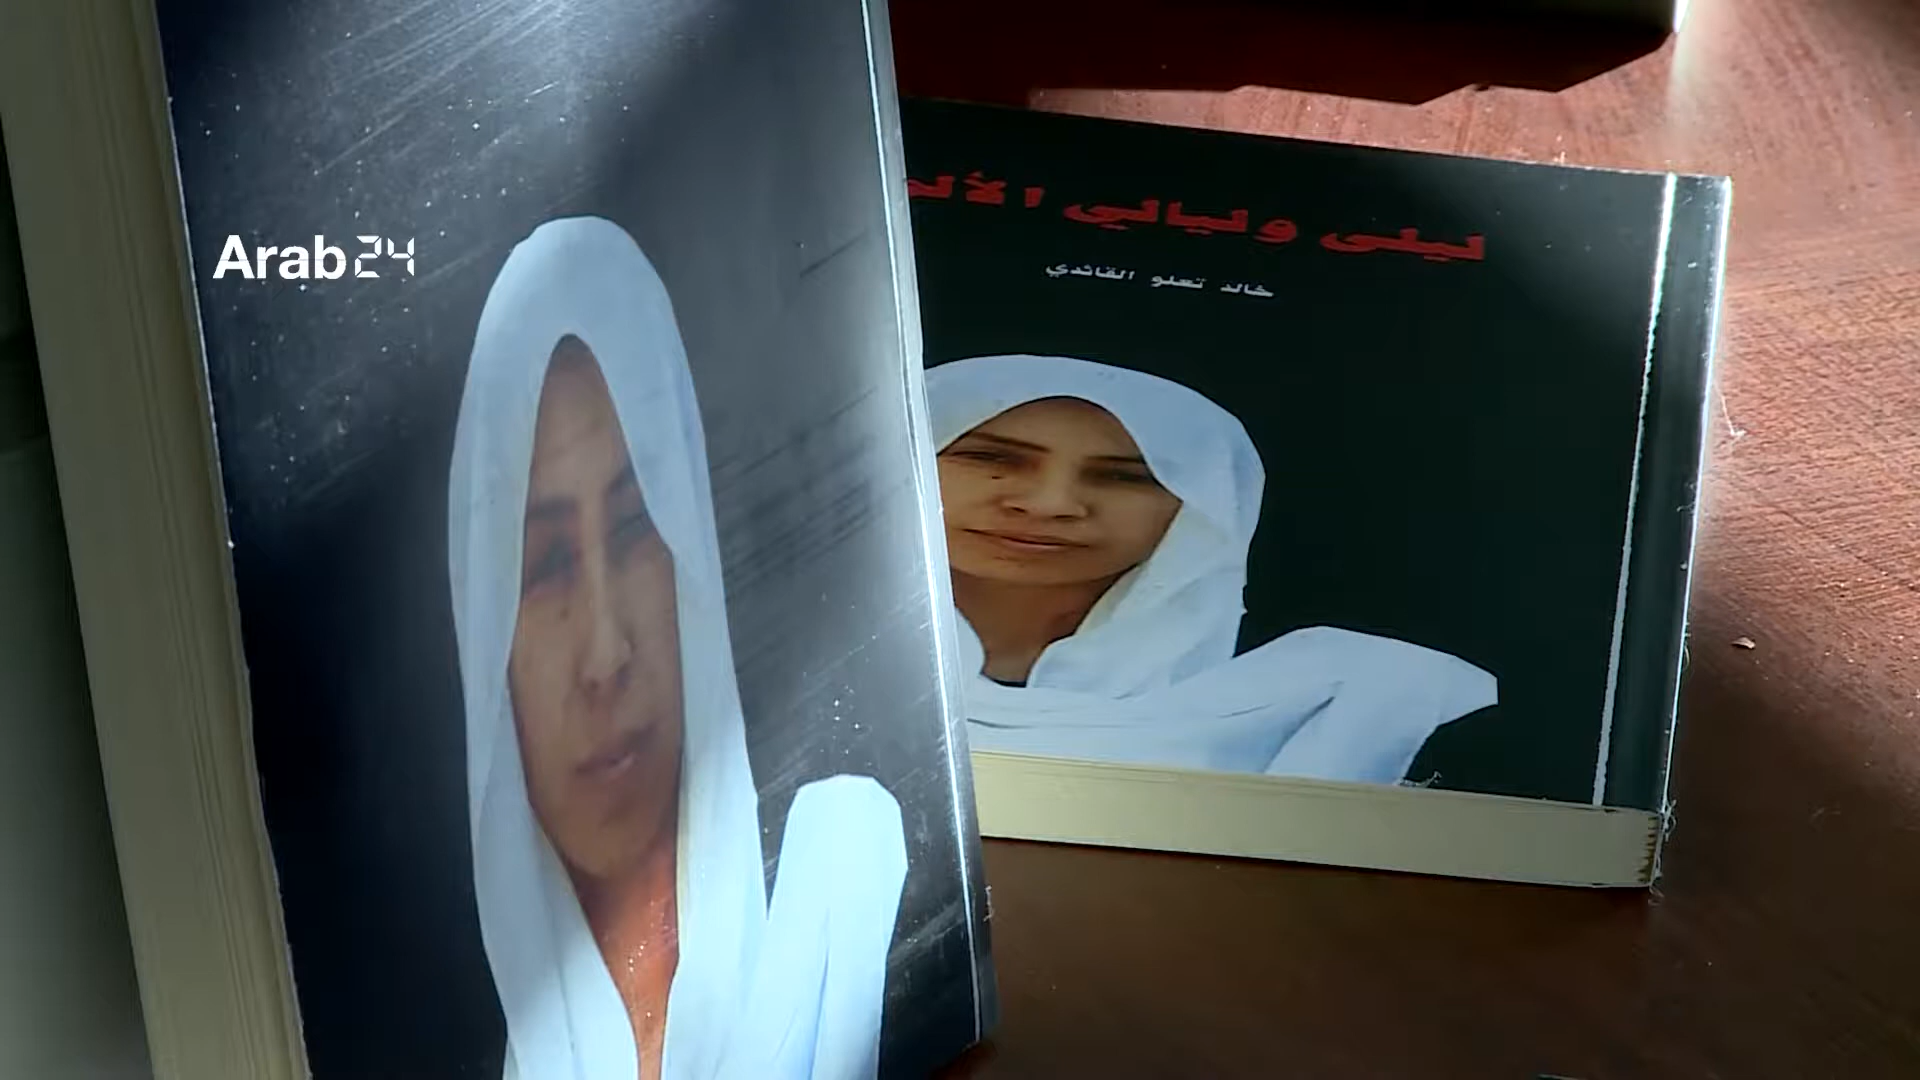 Arab24
ليلى وليالي
خالد تعلو القائدي